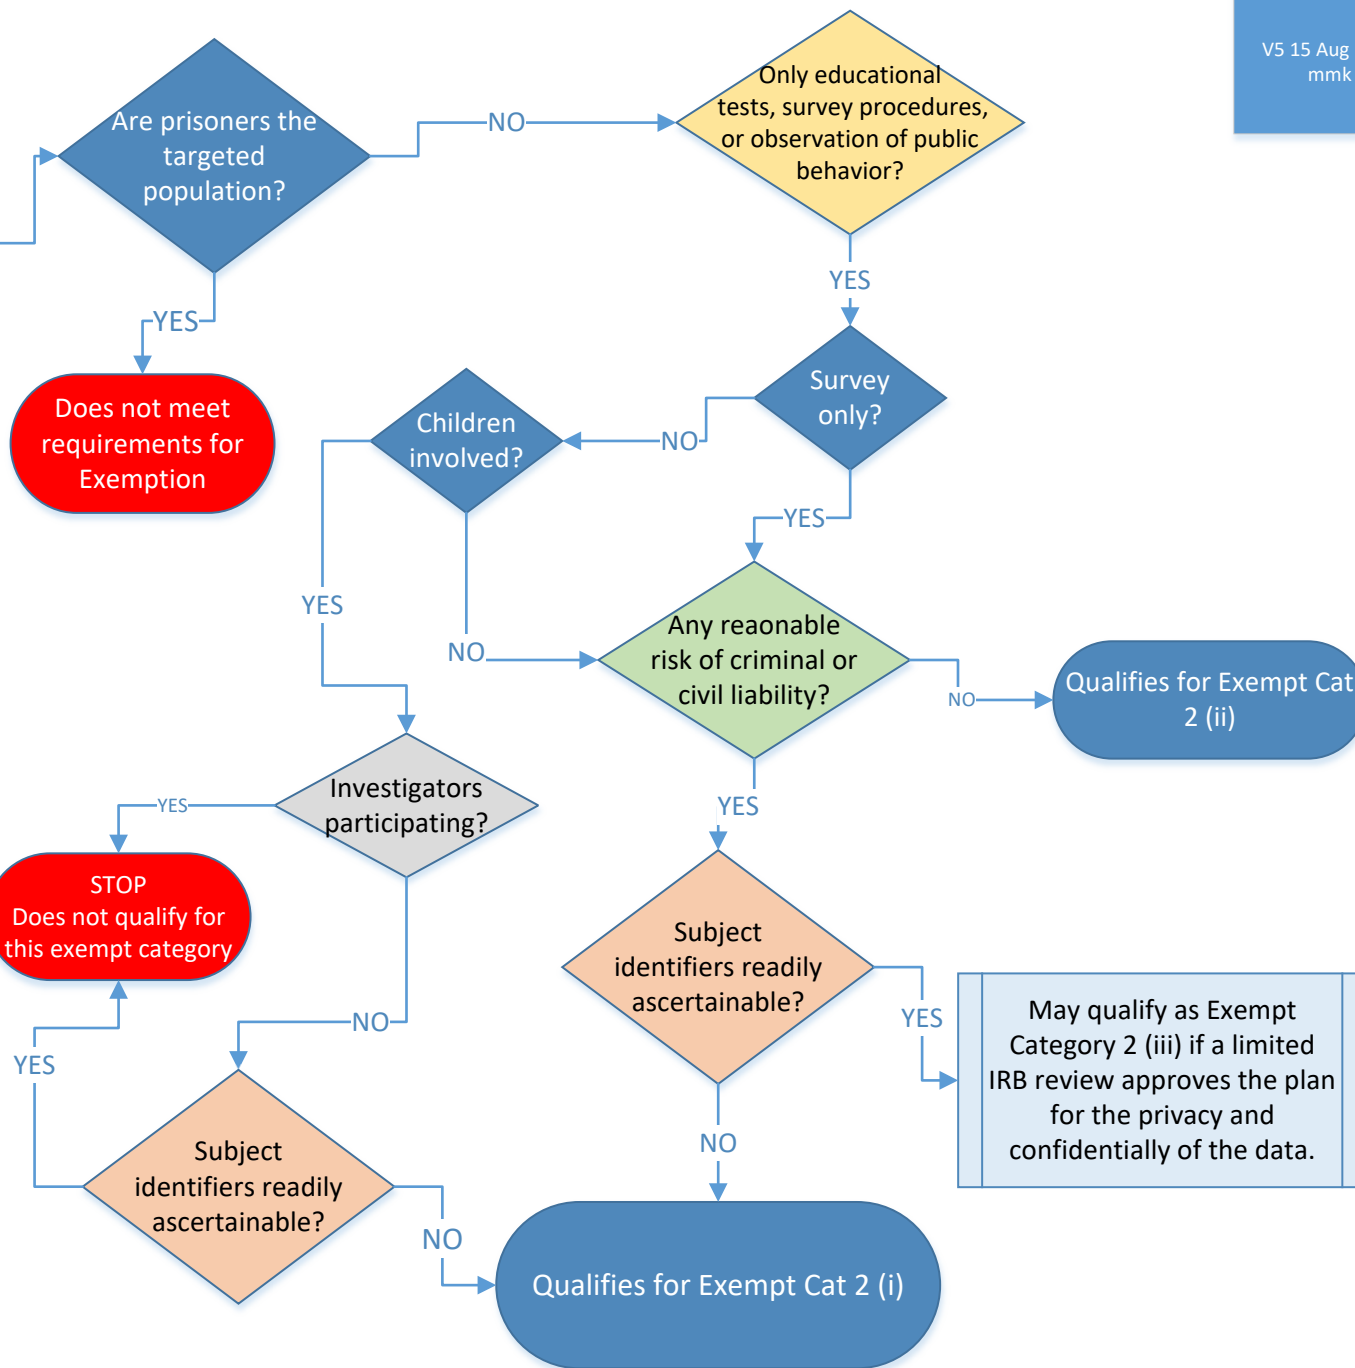 V5 15 Aug
mmk
Only educational
tests, survey procedures,
or observation of public
behavior?
Are prisoners the
targeted
population?
NO
YES
YES
Does not meet
requirements for
Exemption
Survey
only?
Children
involved?
NO
YES
YES
NO
Any reaonable
risk of criminal or
civil liability?
NO
Qualifies for Exempt Cat
2 (ii)
Investigators
participating?
YES
YES
STOP
Does not qualify for
this exempt category
Subject
identifiers readily
ascertainable?
NO
YES
YES
May qualify as Exempt
Category 2 (iii) if a limited
IRB review approves the plan
for the privacy and
confidentially of the data.
Subject
identifiers readily
ascertainable?
NO
NO
Qualifies for Exempt Cat 2 (i)